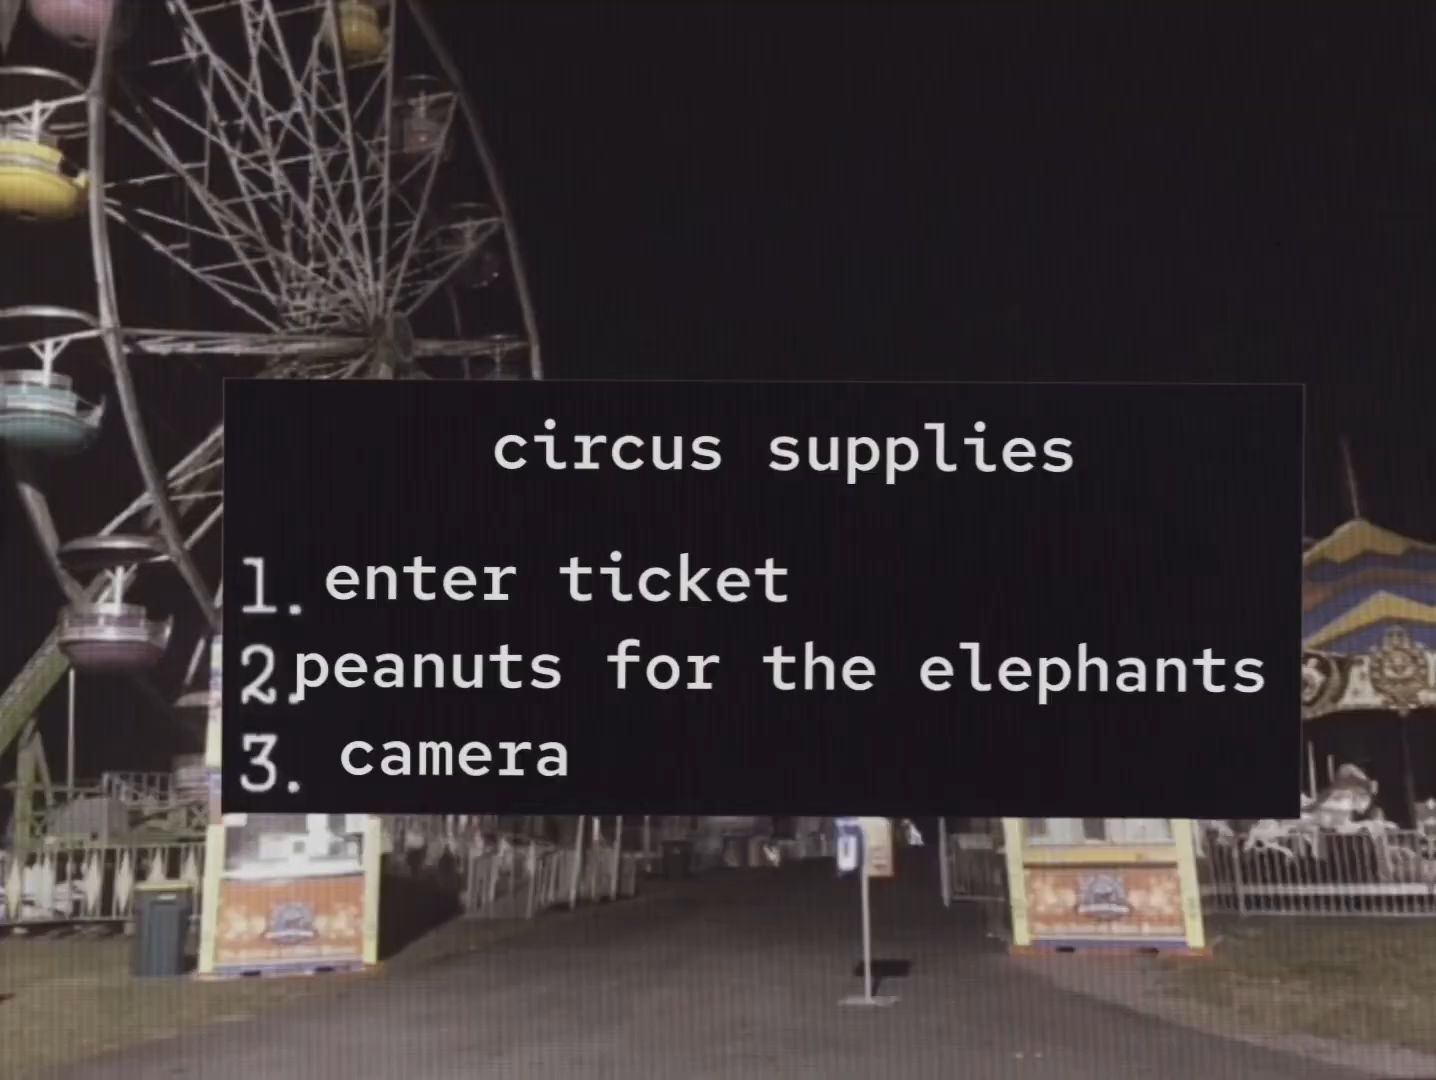 circus supplies
1. enter ticket
2. peanuts for the elephants
3. camera